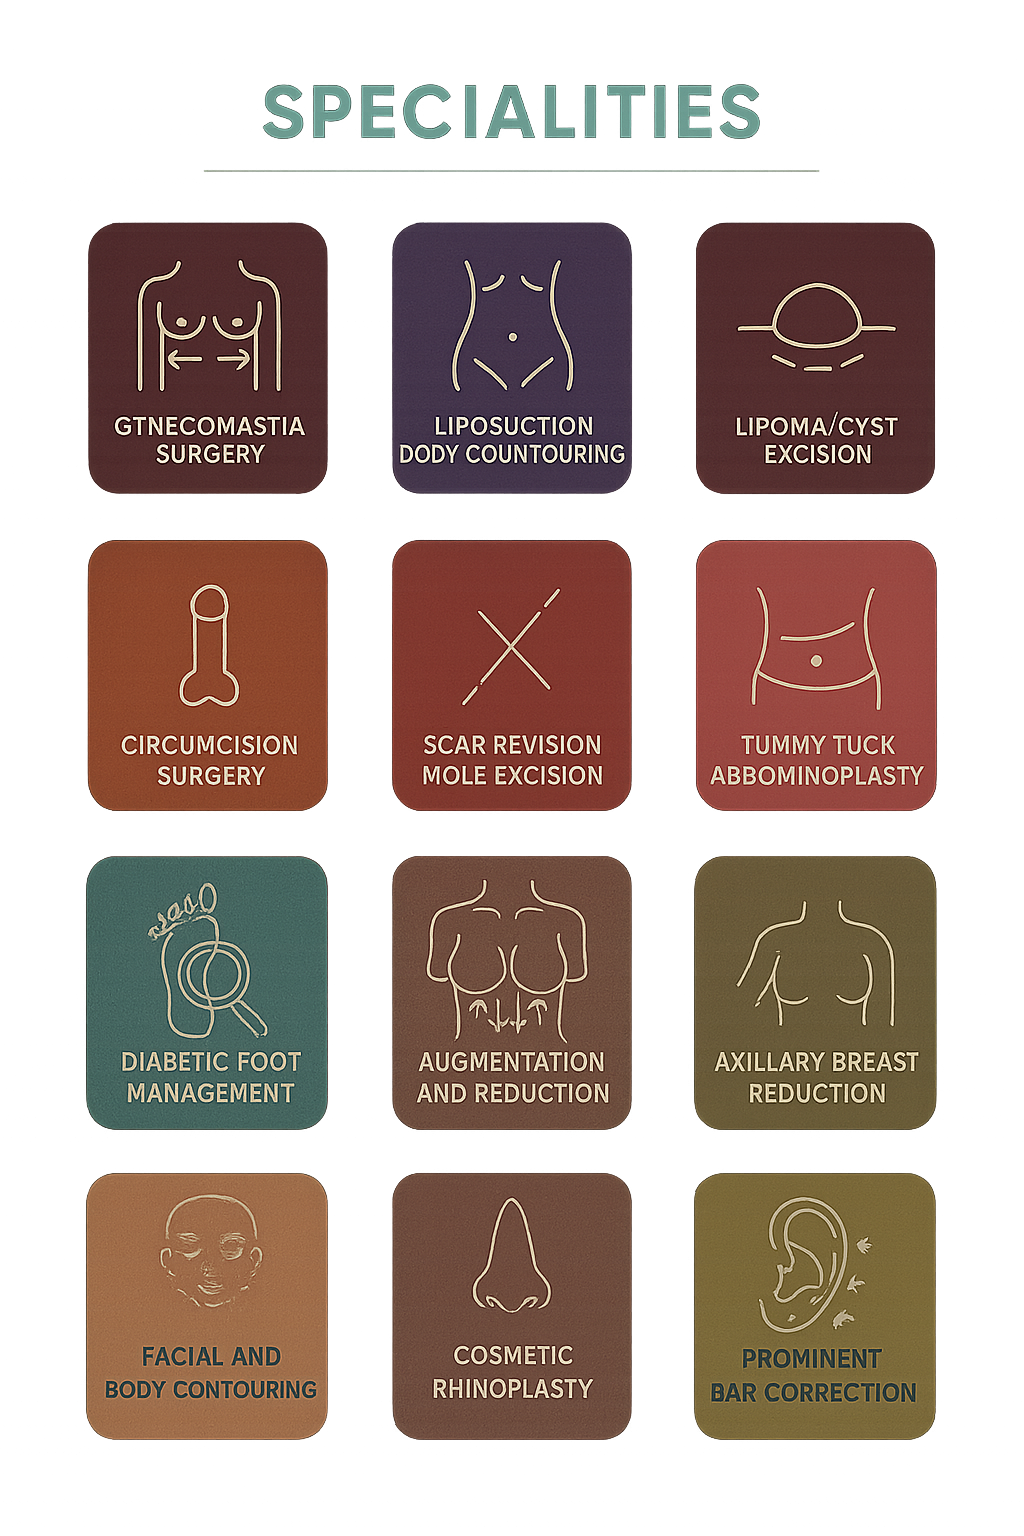 SPECIALITIES
GTNECOMASTIA
SURGERY
LIPOSUCTION
DODY COUNTOURING
LIPOMA/CYST
EXCISION
CIRCUMCISION
SURGERY
SCAR REVISION
MOLE EXCISION
TUMMY TUCK
ABBOMINOPLASTY
DIABETIC FOOT
MANAGEMENT
AUGMENTATION
AND REDUCTION
AXILLARY BREAST
REDUCTION
FACIAL AND
BODY CONTOURING
COSMETIC
RHINOPLASTY
PROMINENT
BAR CORRECTION